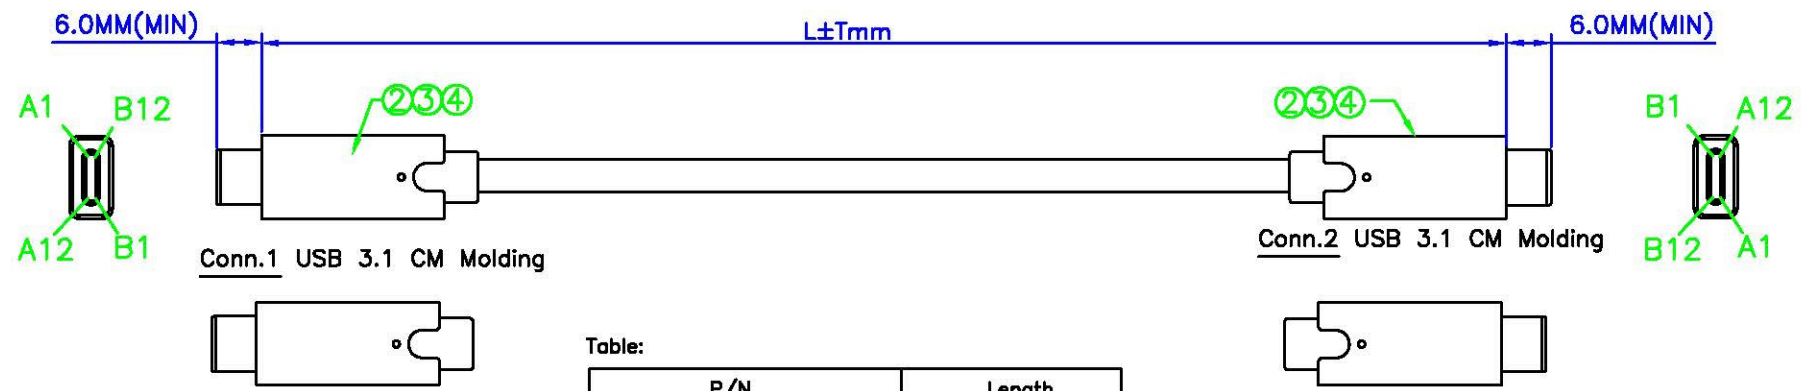 6.0MM(MIN) L±Tmm 6.0MM(MIN)
A1 B12 ②③④ ②③④ B1 A12
A12 B1 B12 A1
Conn.1 USB 3.1 CM Molding Conn.2 USB 3.1 CM Molding
Table:
P/N Length